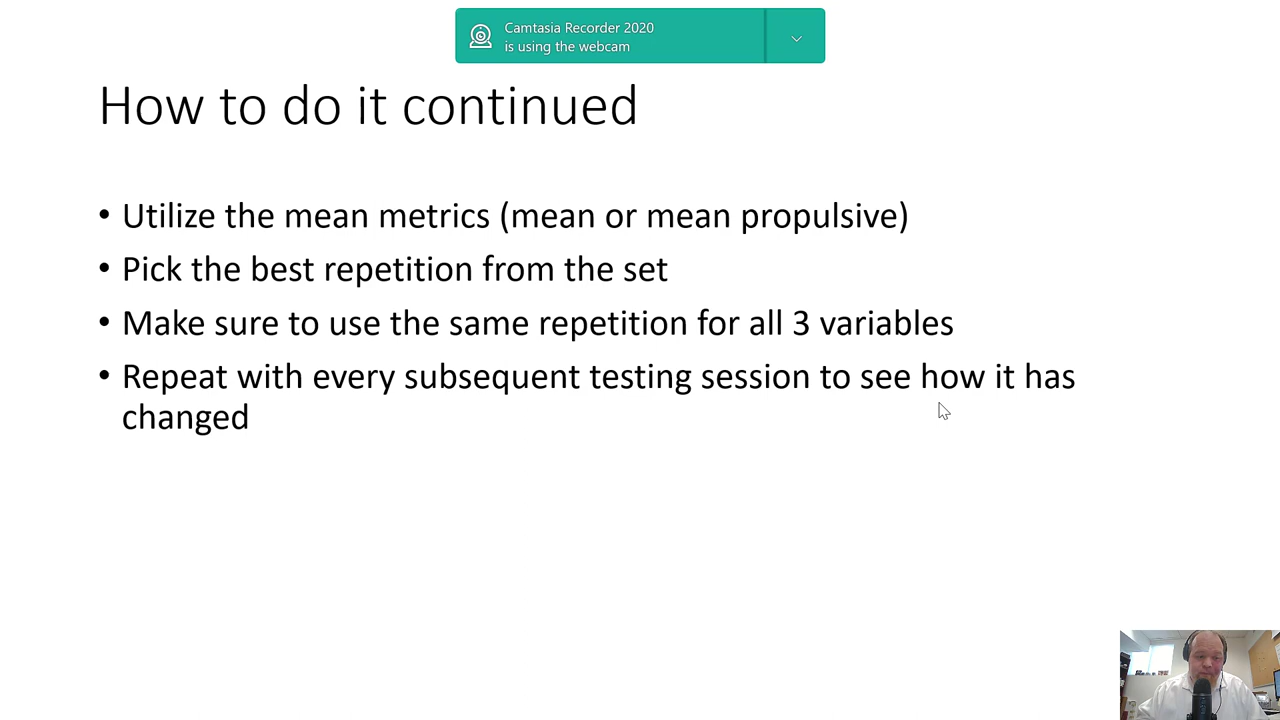 Camtasia Recorder 2020
is using the webcam
How to do it continued
• Utilize the mean metrics (mean or mean propulsive)
• Pick the best repetition from the set
• Make sure to use the same repetition for all 3 variables
• Repeat with every subsequent testing session to see how it has
changed